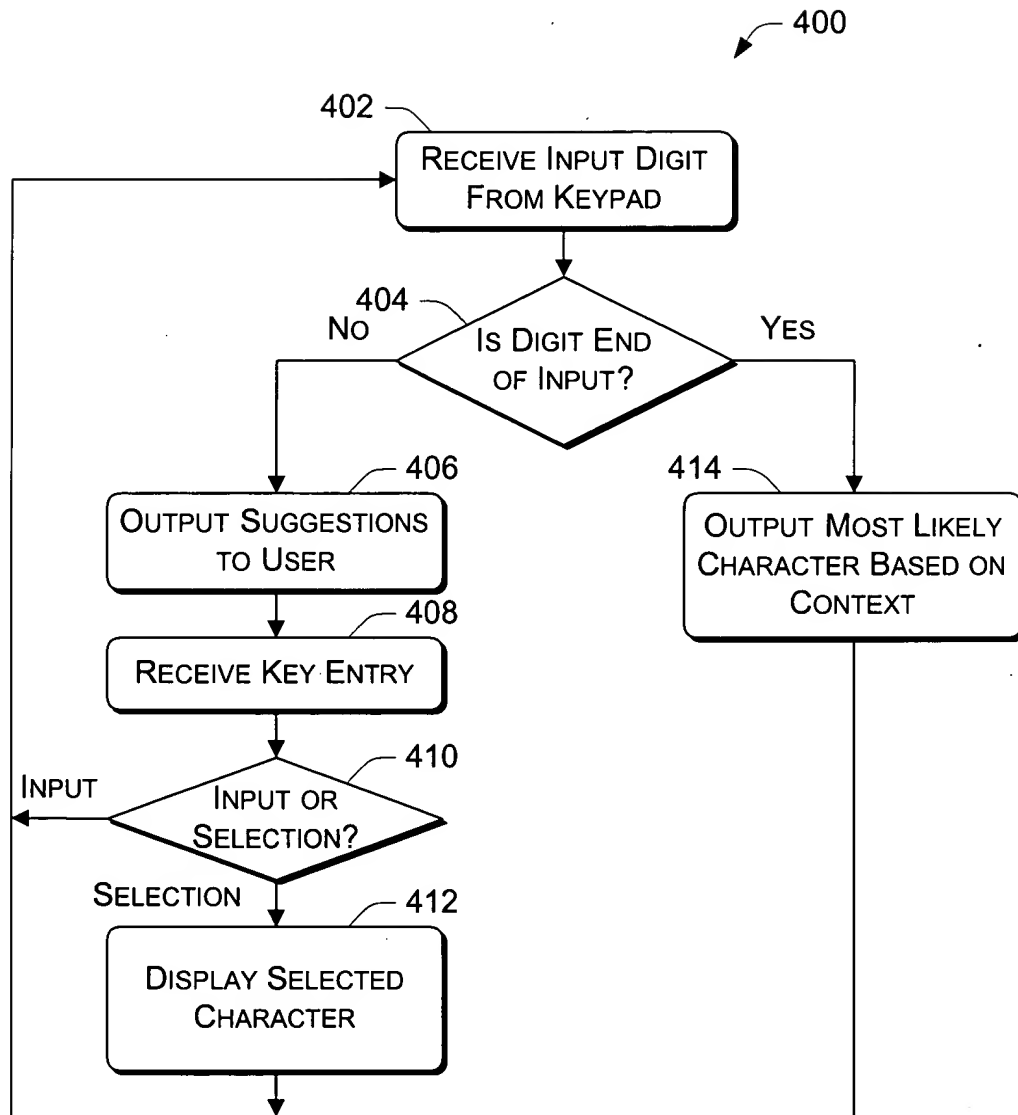 400
402
RECEIVE INPUT DIGIT
FROM KEYPAD
404
NO
IS DIGIT END
OF INPUT?
YES
406
OUTPUT SUGGESTIONS
TO USER
414
OUTPUT MOST LIKELY
CHARACTER BASED ON
CONTEXT
408
RECEIVE KEY ENTRY
410
INPUT
INPUT OR
SELECTION?
SELECTION
412
DISPLAY SELECTED
CHARACTER